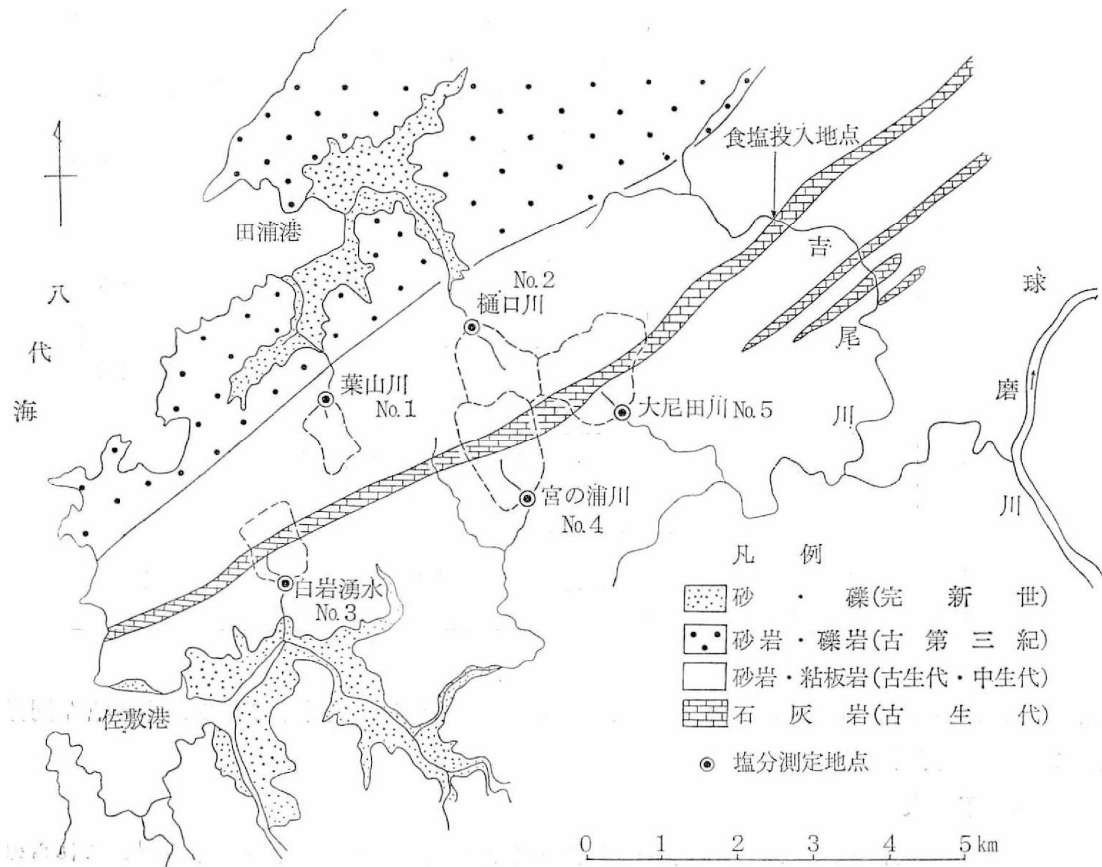 食塩投入地点
田浦港
八代海
No.2
樋口川
吉尾川
球磨川
葉山川
No.1
大尼田川 No.5
宮の浦川
No.4
白岩湧水
No.3
佐敷港
凡 例
砂・礫(完新世)
砂岩・礫岩(古第三紀)
砂岩・粘板岩(古生代・中生代)
石灰岩(古生代)
塩分測定地点
0 1 2 3 4 5 km